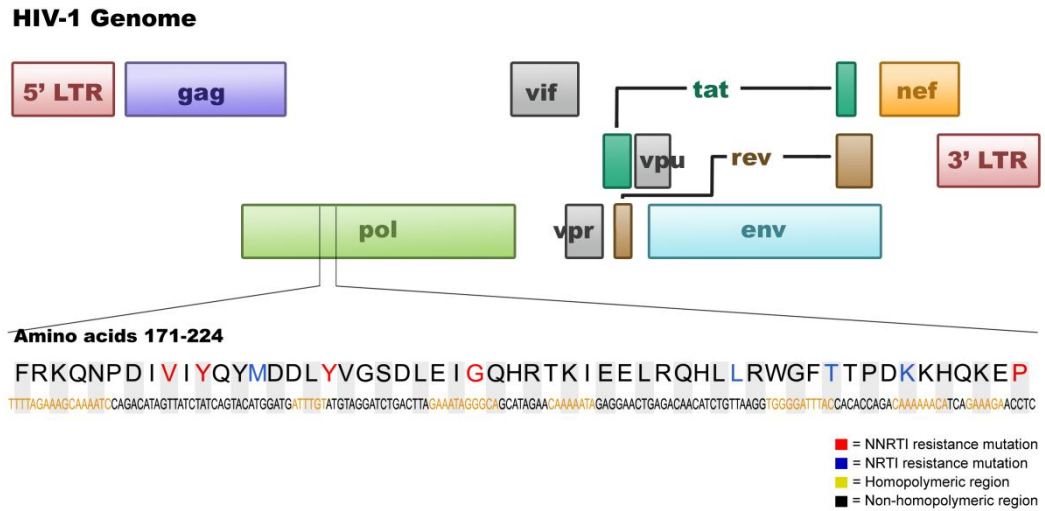 HIV-1 Genome
5’ LTR gag vif tat nef
vpu rev 3’ LTR
pol vpr env
Amino acids 171-224
FRKQNPDIVIYQYMDDLYVGSDLEIGQHRTKIEELRQHLLRWGFTTPDKKHQKEP
TTTTAGAAAGCAAAATCCAGACATAGTTATCTATCAGTACATGGATGATTTGTATGTAGGATCTGACTTAGAAATAGGGCAGCATAGAACAAAAATAGAGGAACTGAGACAACATCTGTTAAGGTGGGGATTTACCACACCAGACAAAAAACATCAGAAAGAACCTC
= NNRTI resistance mutation
= NRTI resistance mutation
= Homopolymeric region
= Non-homopolymeric region